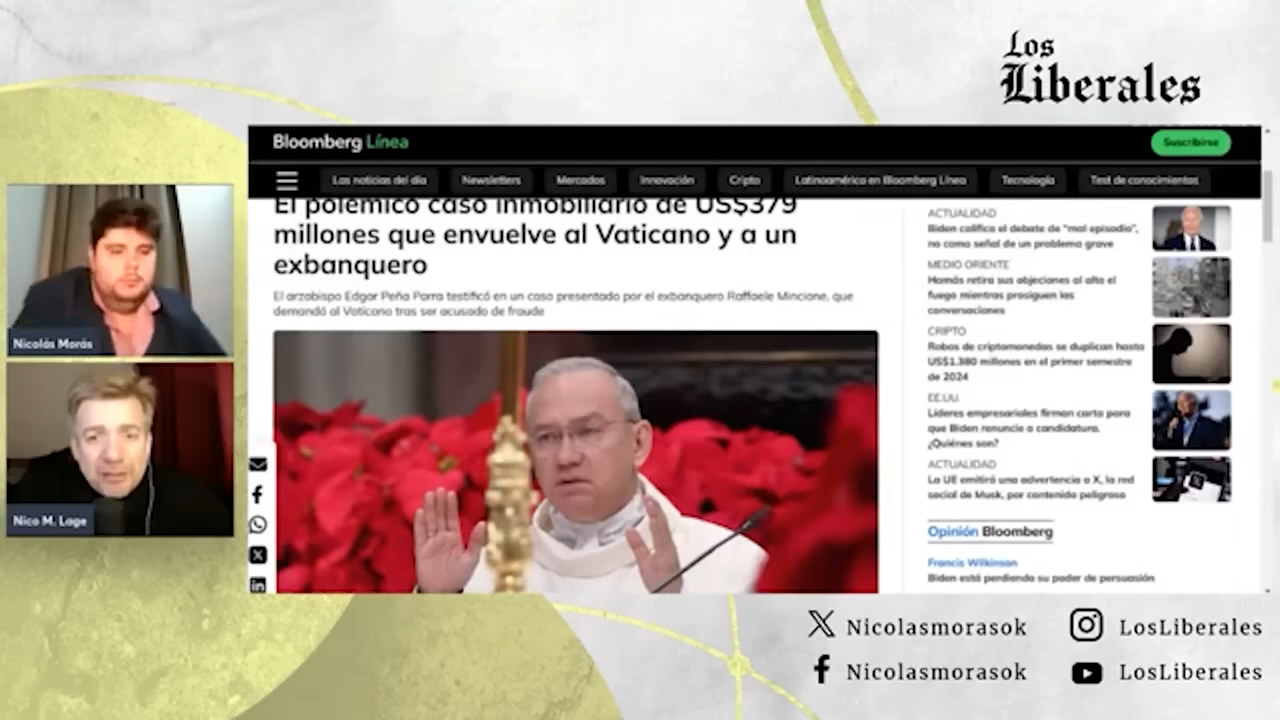 Los
Liberales
Bloomberg Línea
Suscribirse
Las noticias del día
Newsletters
Mercados
Innovación
Cripto
Latinoamérica en Bloomberg Línea
Tecnología
Test de conocimientos
El polémico caso inmobiliario de US$379
millones que envuelve al Vaticano y a un
exbanquero
El arzobispo Edgar Peña Parra testificó en un caso presentado por el exbanquero Raffaele Mincione, que
demandó al Vaticano tras ser acusado de fraude
ACTUALIDAD
Biden califica el debate de "mal episodio",
no como señal de un problema grave
MEDIO ORIENTE
Hamás retira sus objeciones al alto el
fuego mientras prosiguen las
conversaciones
CRIPTO
Robos de criptomonedas se duplican hasta
US$1.380 millones en el primer semestre
de 2024
EE.UU.
Líderes empresariales firman carta para
que Biden renuncie a candidatura.
¿Quiénes son?
ACTUALIDAD
La UE emitirá una advertencia a X, la red
social de Musk, por contenido peligroso
Opinión Bloomberg
Francis Wilkinson
Biden está perdiendo su poder de persuasión
Nicolás Morás
Nico M. Lage
Nicolasmorasok
LosLiberales
Nicolasmorasok
LosLiberales